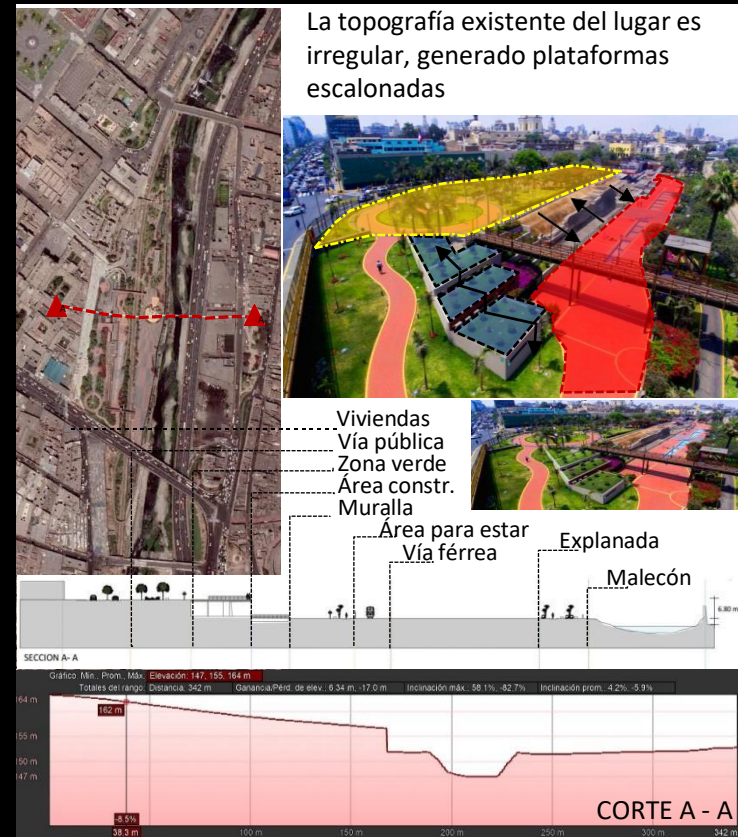 La topografía existente del lugar es
irregular, generado plataformas
escalonadas
Viviendas
Vía pública
Zona verde
Área constr.
Muralla
Área para estar
Vía férrea
Explanada
Malecón
6.80 m
SECCION A- A
Gráfico: Mín., Prom., Máx. Elevación: 147, 155, 164 m
Totales del rango: Distancia: 342 m Ganancia/Pérd. de elev.: 6.34 m, -17.0 m Inclinación máx.: 58.1%, -82.7% Inclinación prom.: 4.2%, -5.9%
164 m
162 m
155 m
150 m
147 m
CORTE A - A
-8.5%
38.3 m 100 m 150 m 200 m 250 m 300 m 342 m